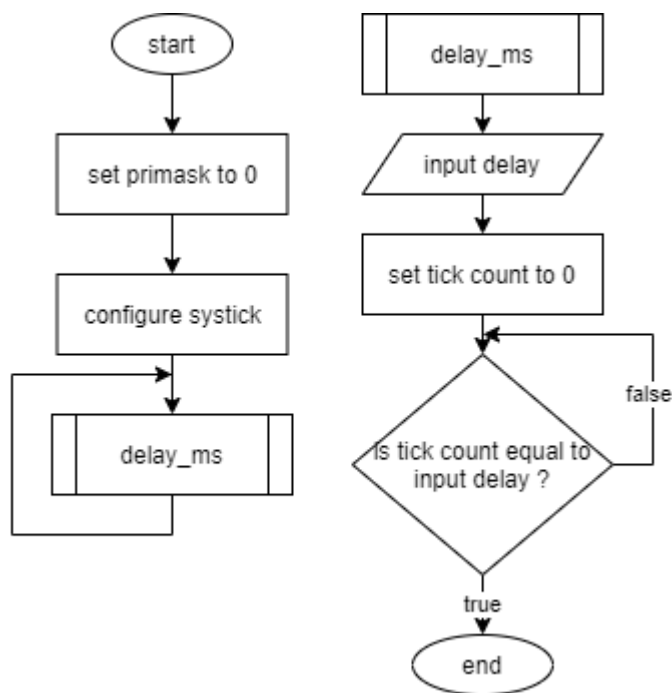 start
set primask to 0
configure systick
delay_ms
delay_ms
input delay
set tick count to 0
Is tick count equal to
input delay ?
false
true
end